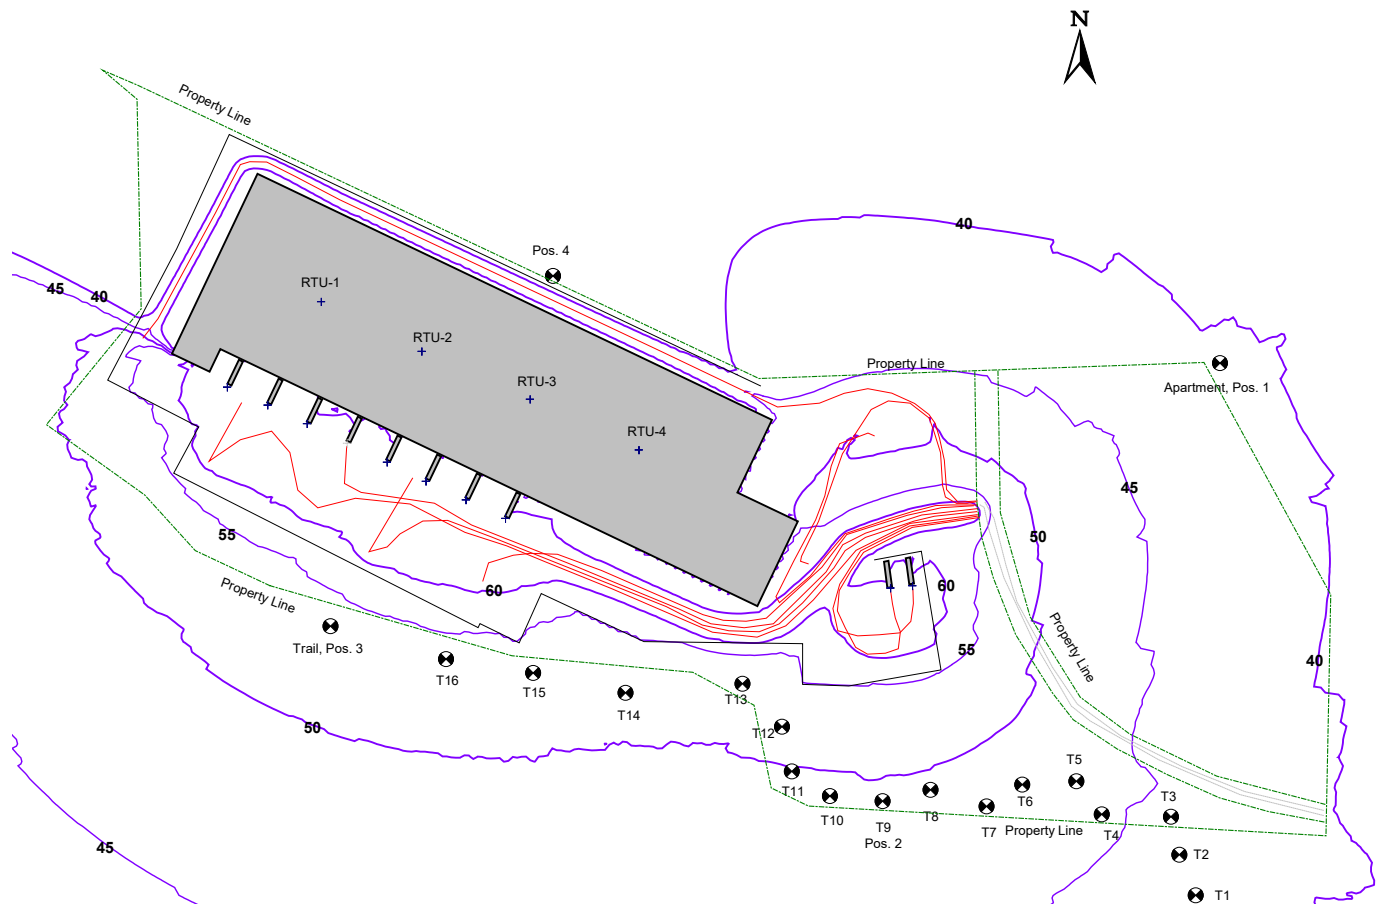 N
Property Line
40
Pos. 4
RTU-1
45
40
RTU-2
Property Line
Apartment, Pos. 1
RTU-3
RTU-4
45
55
50
60
60
Property Line
Property Line
Trail, Pos. 3
55
40
T16
T15
T14
T13
50
T12
T5
T11
T6
T3
T10
T9
T8
T7
Property Line
T4
Pos. 2
45
T2
T1